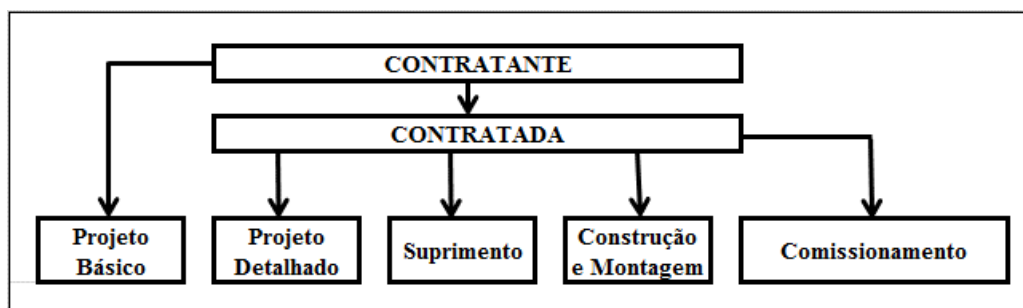 CONTRATANTE
CONTRATADA
Projeto
Básico
Projeto
Detalhado
Suprimento
Construção
e Montagem
Comissionamento